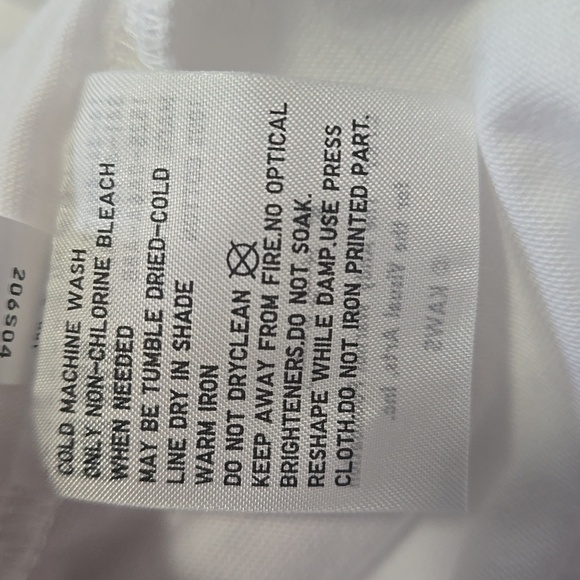 COLD MACHINE WASH
ONLY NON-CHLORINE BLEACH
WHEN NEEDED
MAY BE TUMBLE DRIED-COLD
LINE DRY IN SHADE
WARM IRON
DO NOT DRYCLEAN
KEEP AWAY FROM FIRE.NO OPTICAL
BRIGHTENERS.DO NOT SOAK.
RESHAPE WHILE DAMP.USE PRESS
CLOTH.DO NOT IRON PRINTED PART.
206S04